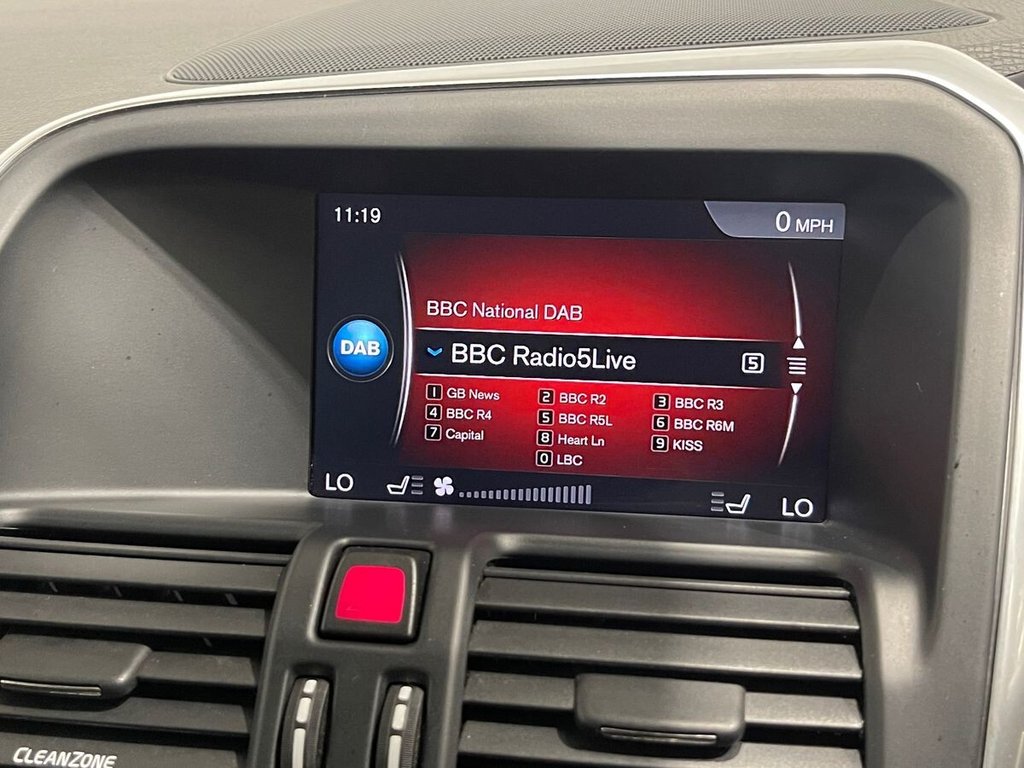 11:19 0 MPH
BBC National DAB
DAB BBC Radio5Live 5
1 GB News 2 BBC R2 3 BBC R3
4 BBC R4 5 BBC R5L 6 BBC R6M
7 Capital 8 Heart Ln 9 KISS
0 LBC
LO LO
CLEANZONE